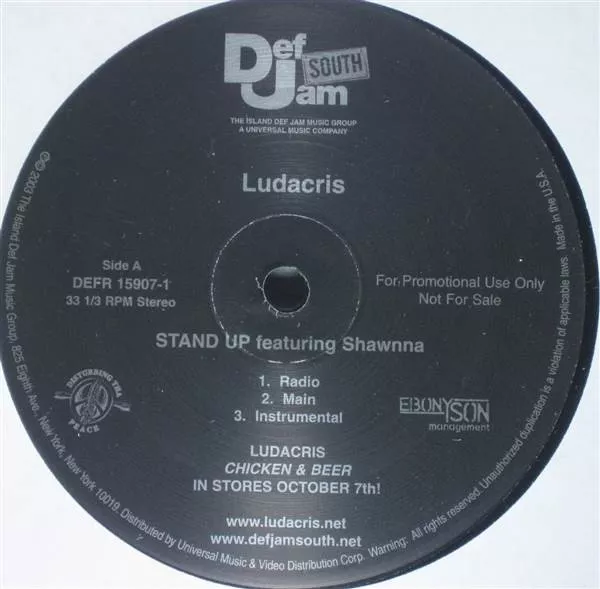 Def
SOUTH
Jam
THE ISLAND DEF JAM MUSIC GROUP
A UNIVERSAL MUSIC COMPANY
Ludacris
Side A
DEFR 15907-1
33 1/3 RPM Stereo
For Promotional Use Only
Not For Sale
STAND UP featuring Shawnna
1. Radio
2. Main
3. Instrumental
DISTURBING THA
PEACE
EBONY SON
management
LUDACRIS
CHICKEN & BEER
IN STORES OCTOBER 7th!
www.ludacris.net
www.defjamsouth.net
℗© 2003 The Island Def Jam Music Group, 825 Eighth Ave., New York, New York 10019. Distributed by Universal Music & Video Distribution Corp. Warning: All rights reserved. Unauthorized duplication is a violation of applicable laws. Made in the U.S.A.